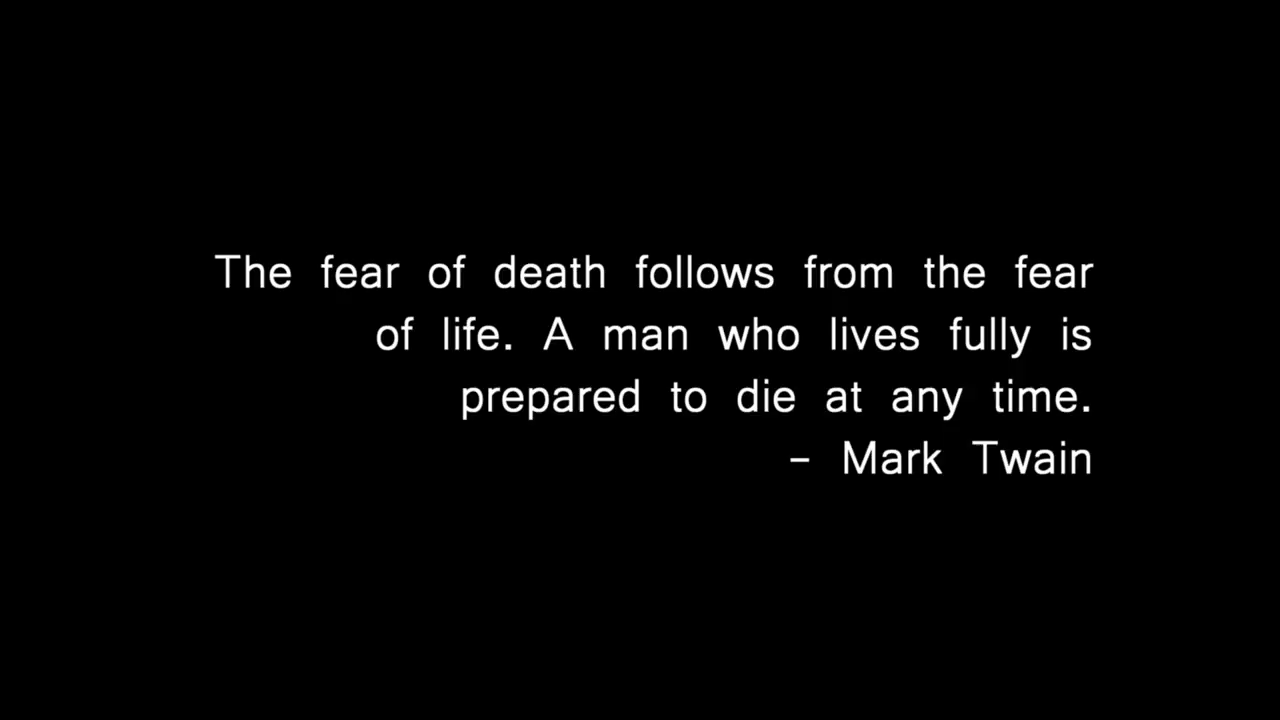 The fear of death follows from the fear
of life. A man who lives fully is
prepared to die at any time.
– Mark Twain